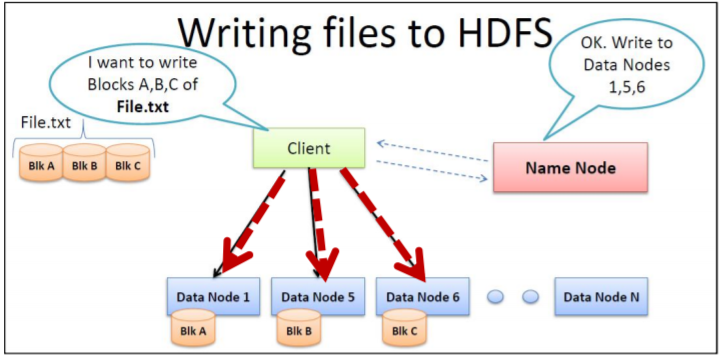 Writing files to HDFS
I want to write
Blocks A,B,C of
File.txt
OK. Write to
Data Nodes
1,5,6
File.txt
Blk A
Blk B
Blk C
Client
Name Node
Data Node 1
Data Node 5
Data Node 6
Data Node N
Blk A
Blk B
Blk C